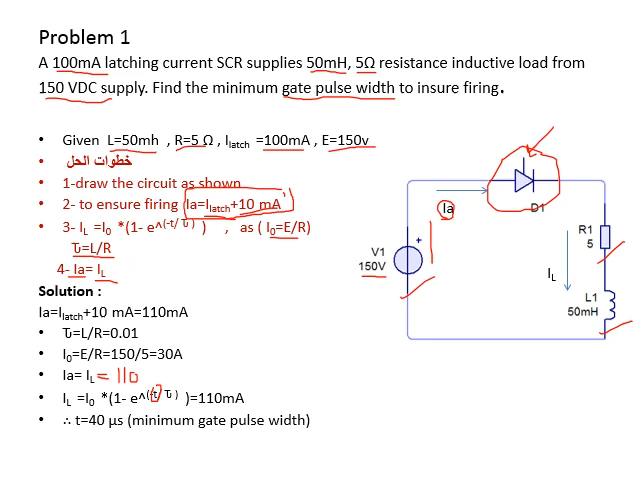 Problem 1
A 100mA latching current SCR supplies 50mH, 5Ω resistance inductive load from
150 VDC supply. Find the minimum gate pulse width to insure firing.
• Given L=50mh , R=5 Ω , Ilatch =100mA , E=150v
• خطوات الحل
• 1-draw the circuit as shown
• 2- to ensure firing (Ia=Ilatch+10 mA )
• 3- IL =I0 *(1- e^(-t/ Ʈ) ) , as ( I0=E/R)
Ʈ=L/R
4- Ia= IL
Solution :
Ia=Ilatch+10 mA=110mA
• Ʈ=L/R=0.01
• I0=E/R=150/5=30A
• Ia= IL = 110
• IL =I0 *(1- e^(-t/ Ʈ) )=110mA
• ∴ t=40 µs (minimum gate pulse width)
D1
Ia
R1
5
V1
150V
+
IL
L1
50mH